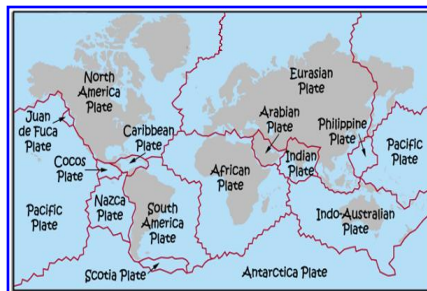 North
America
Plate
Eurasian
Plate
Juan
de Fuca
Plate
Caribbean
Plate
Arabian
Plate
Philippine
Plate
Pacific
Plate
Cocos
Plate
African
Plate
Indian
Plate
Pacific
Plate
Nazca
Plate
South
America
Plate
Indo-Australian
Plate
Scotia Plate
Antarctica Plate